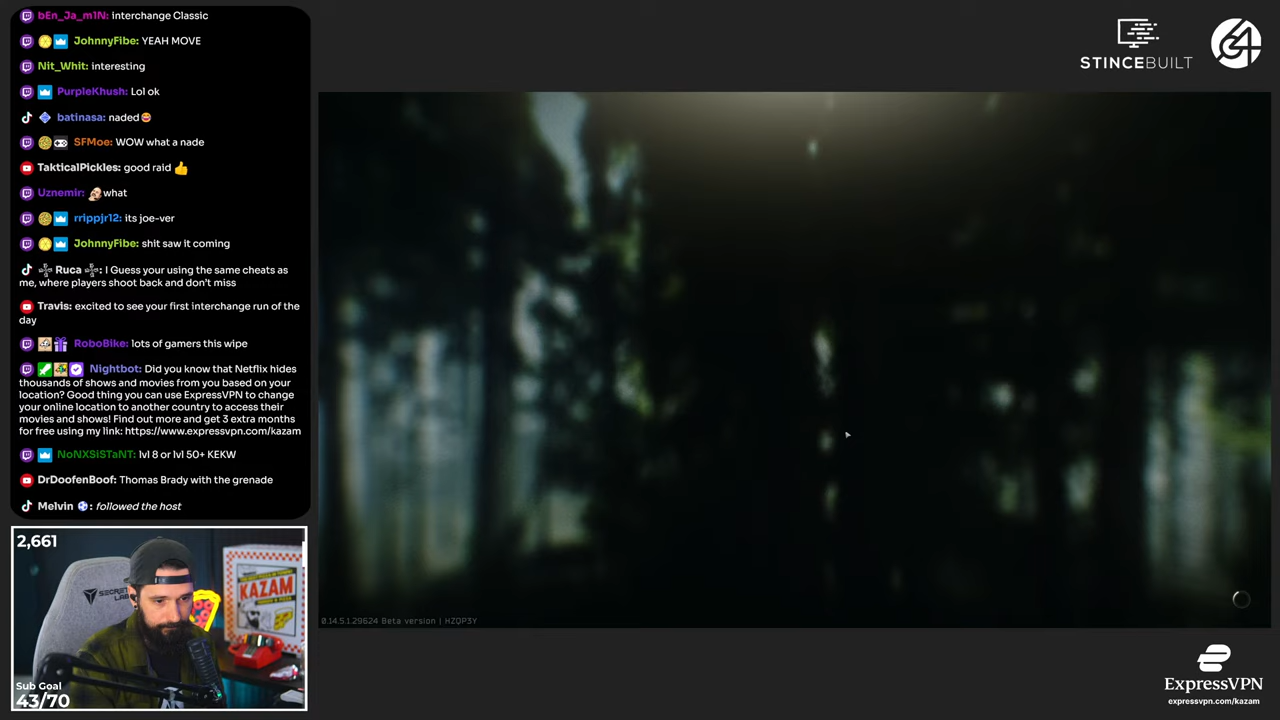 bEn_Ja_m1N: interchange Classic
JohnnyFibe: YEAH MOVE
Nit_Whit: interesting
PurpleKhush: Lol ok
batinasa: naded😂
SFMoe: WOW what a nade
TakticalPickles: good raid 👍
Uznemir: what
rrippjr12: its joe-ver
JohnnyFibe: shit saw it coming
Ruca : I Guess your using the same cheats as
me, where players shoot back and don't miss
Travis: excited to see your first interchange run of the
day
RoboBike: lots of gamers this wipe
Nightbot: Did you know that Netflix hides
thousands of shows and movies from you based on your
location? Good thing you can use ExpressVPN to change
your online location to another country to access their
movies and shows! Find out more and get 3 extra months
for free using my link: https://www.expressvpn.com/kazam
NoNXSiSTaNT: lvl 8 or lvl 50+ KEKW
DrDoofenBoof: Thomas Brady with the grenade
Melvin : followed the host
2,661
SECRET
LAB
KAZAM
Sub Goal
43/70
0.14.5.1.29624 Beta version | HZQP3Y
STINCEBUILT
G4
ExpressVPN
expressvpn.com/kazam